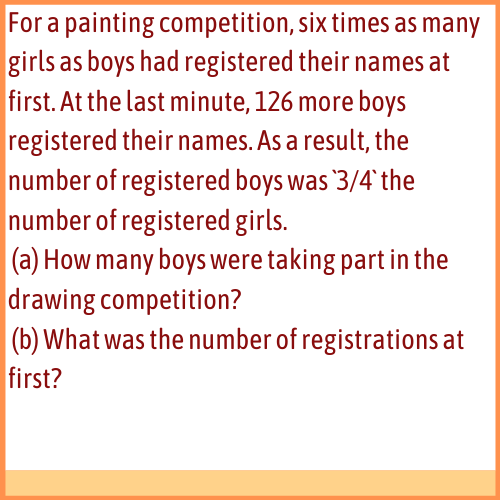 For a painting competition, six times as many
girls as boys had registered their names at
first. At the last minute, 126 more boys
registered their names. As a result, the
number of registered boys was `3/4` the
number of registered girls.
(a) How many boys were taking part in the
drawing competition?
(b) What was the number of registrations at
first?